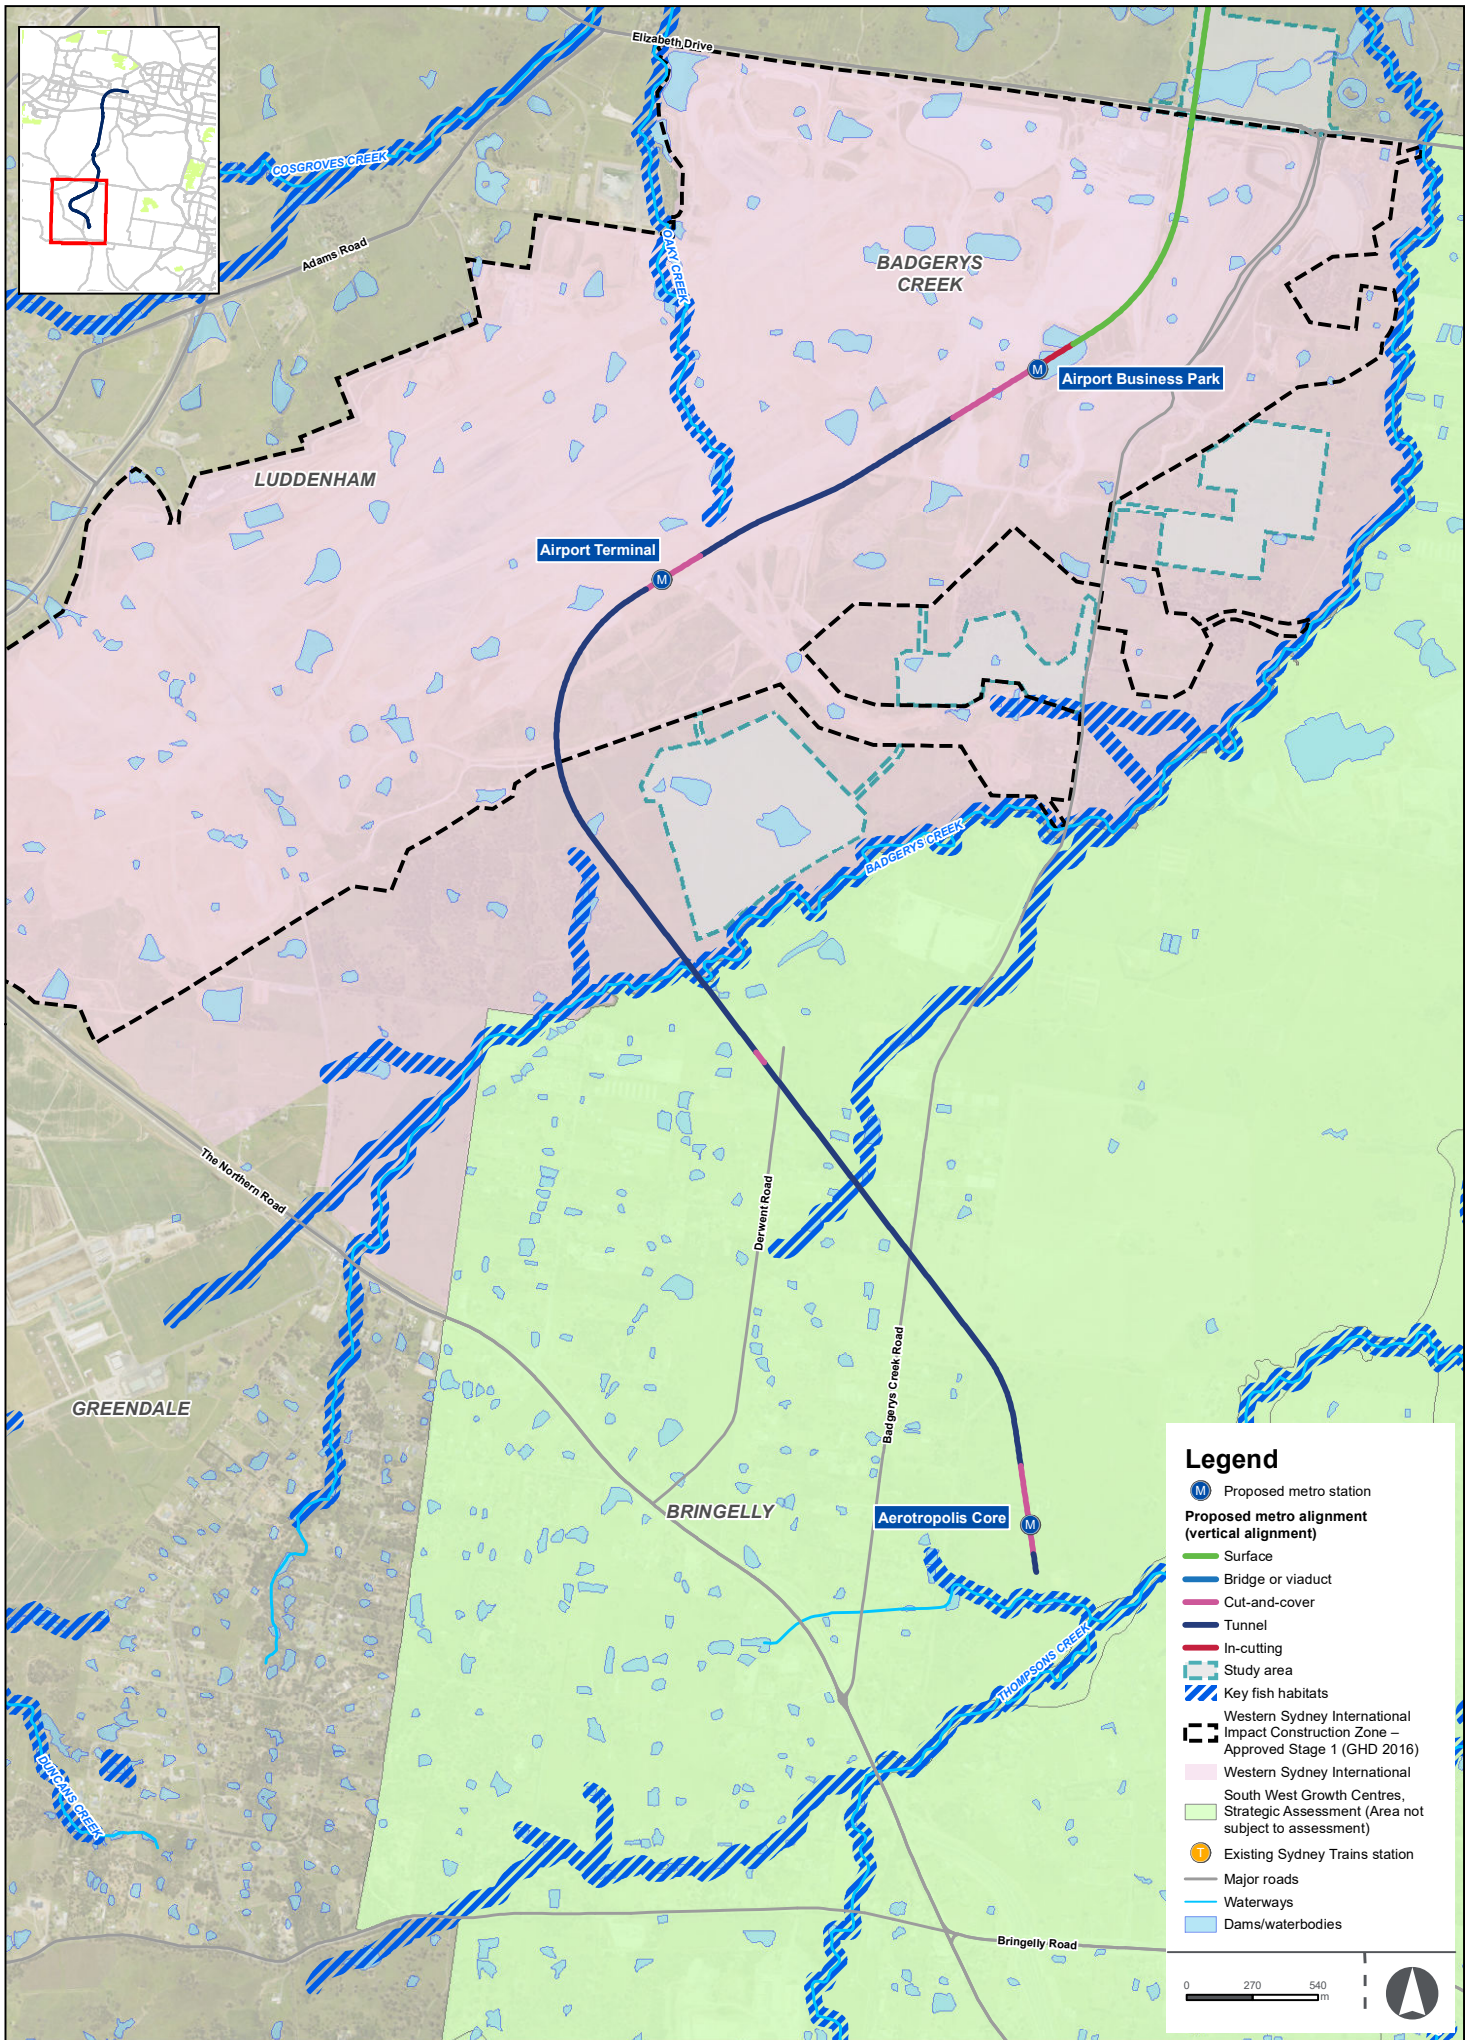 Elizabeth Drive
COSGROVES CREEK
Adams Road
OAKY CREEK
BADGERYS
CREEK
M
Airport Business Park
LUDDENHAM
Airport Terminal
M
BADGERYS CREEK
The Northern Road
Derwent Road
Badgerys Creek Road
GREENDALE
BRINGELLY
Aerotropolis Core
M
THOMPSONS CREEK
DUNCANS CREEK
Bringelly Road
Legend
M Proposed metro station
Proposed metro alignment
(vertical alignment)
Surface
Bridge or viaduct
Cut-and-cover
Tunnel
In-cutting
Study area
Key fish habitats
Western Sydney International
Impact Construction Zone –
Approved Stage 1 (GHD 2016)
Western Sydney International
South West Growth Centres,
Strategic Assessment (Area not
subject to assessment)
T Existing Sydney Trains station
Major roads
Waterways
Dams/waterbodies
0 270 540
m